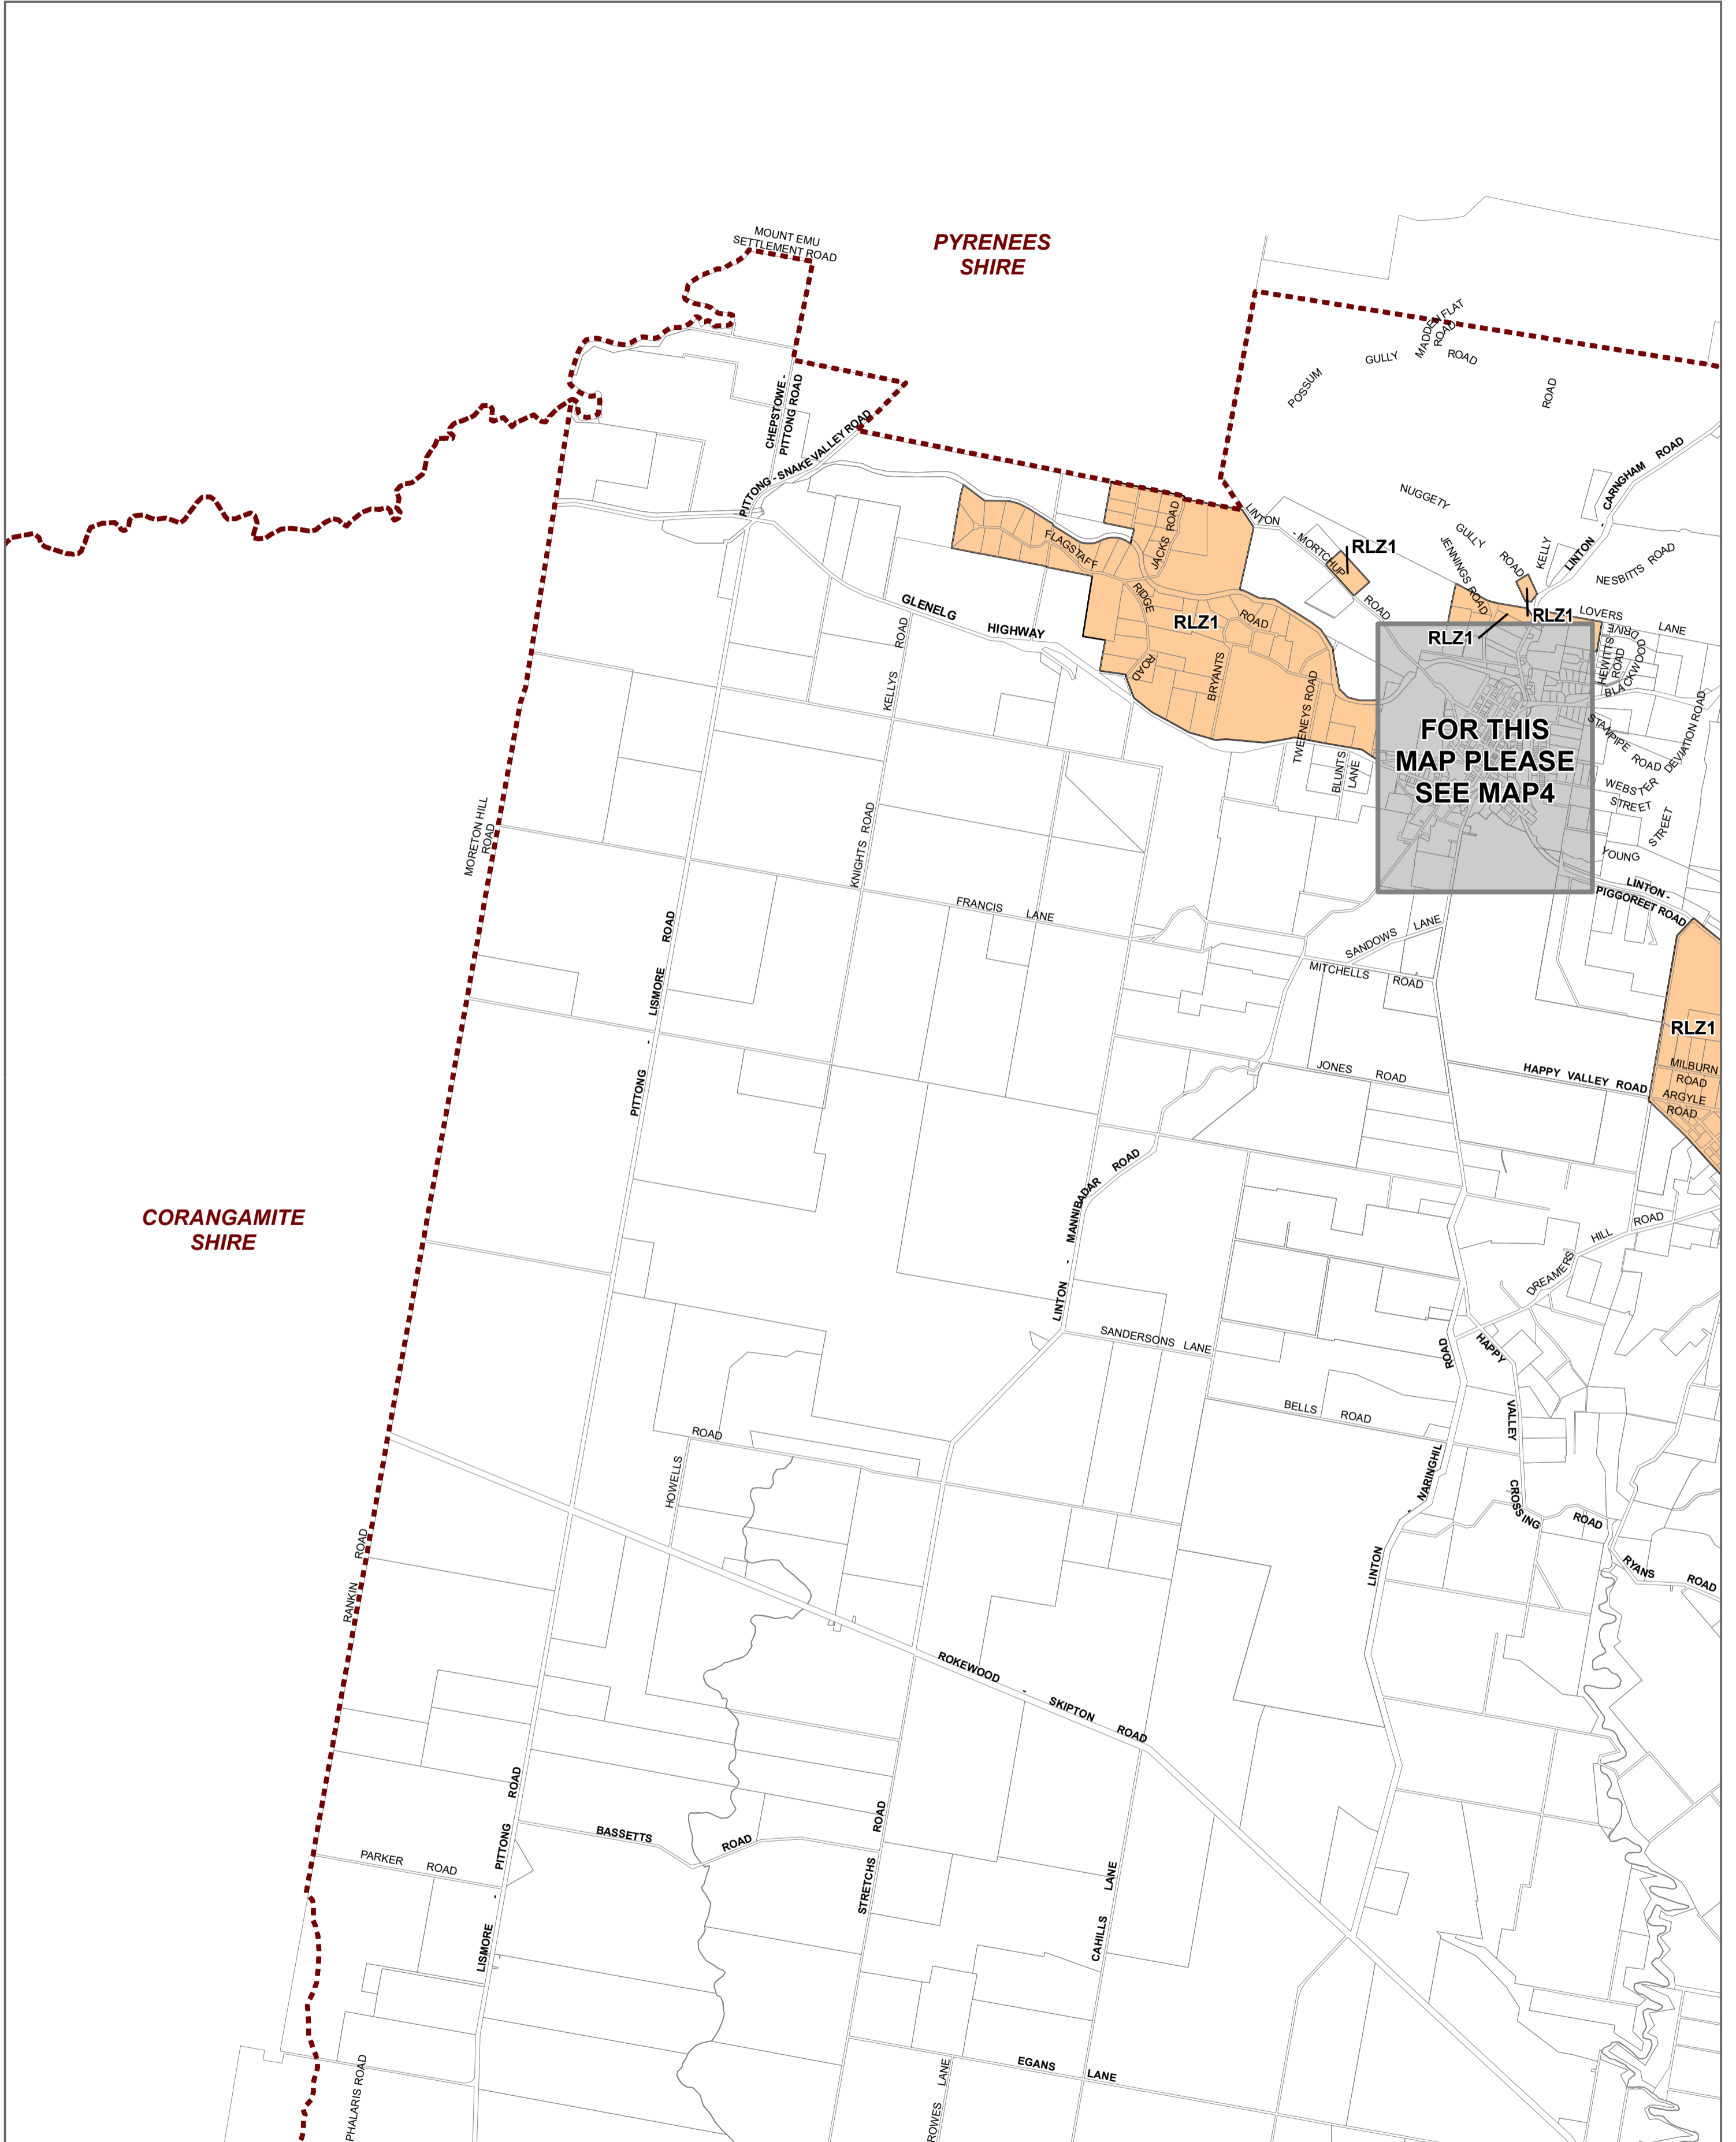 MOUNT EMU
SETTLEMENT ROAD
PYRENEES
SHIRE
MADDEN FLAT
ROAD
POSSUM
GULLY
ROAD
ROAD
CHEPSTOWE -
PITTONG ROAD
PITTONG - SNAKE VALLEY ROAD
LINTON - CARNGHAM ROAD
NUGGETY
GULLY
ROAD
LINTON - MORTCHUP
ROAD
RLZ1
JENNINGS ROAD
KELLY
NESBITTS ROAD
FLAGSTAFF
JACKS ROAD
RIDGE
ROAD
RLZ1
ROAD
BRYANTS
TWEENEYS ROAD
BLUNTS
LANE
GLENELG
HIGHWAY
KELLYS
ROAD
RLZ1
RLZ1
LOVERS
LANE
DRIVE
HEWITTS
ROAD
BLACKWOOD
FOR THIS
MAP PLEASE
SEE MAP4
STANPIPE ROAD
DEVIATION ROAD
WEBSTER
STREET
STREET
YOUNG
LINTON -
PIGGOREET ROAD
MORETON HILL
ROAD
KNIGHTS ROAD
FRANCIS LANE
SANDOWS LANE
MITCHELLS ROAD
PITTONG - LISMORE ROAD
RLZ1
MILBURN
ROAD
ARGYLE
ROAD
JONES ROAD
HAPPY VALLEY ROAD
CORANGAMITE
SHIRE
LINTON - MANNIBADAR ROAD
DREAMERS HILL ROAD
SANDERSONS LANE
BELLS ROAD
LINTON - NARINGHIL ROAD
HAPPY
VALLEY
CROSSING
ROAD
RYANS ROAD
HOWELLS
ROAD
RANKIN ROAD
ROKEWOOD - SKIPTON ROAD
LISMORE - PITTONG ROAD
BASSETTS ROAD
PARKER ROAD
STRETCHS ROAD
CAHILLS LANE
EGANS LANE
ROWES LANE
PHALARIS ROAD